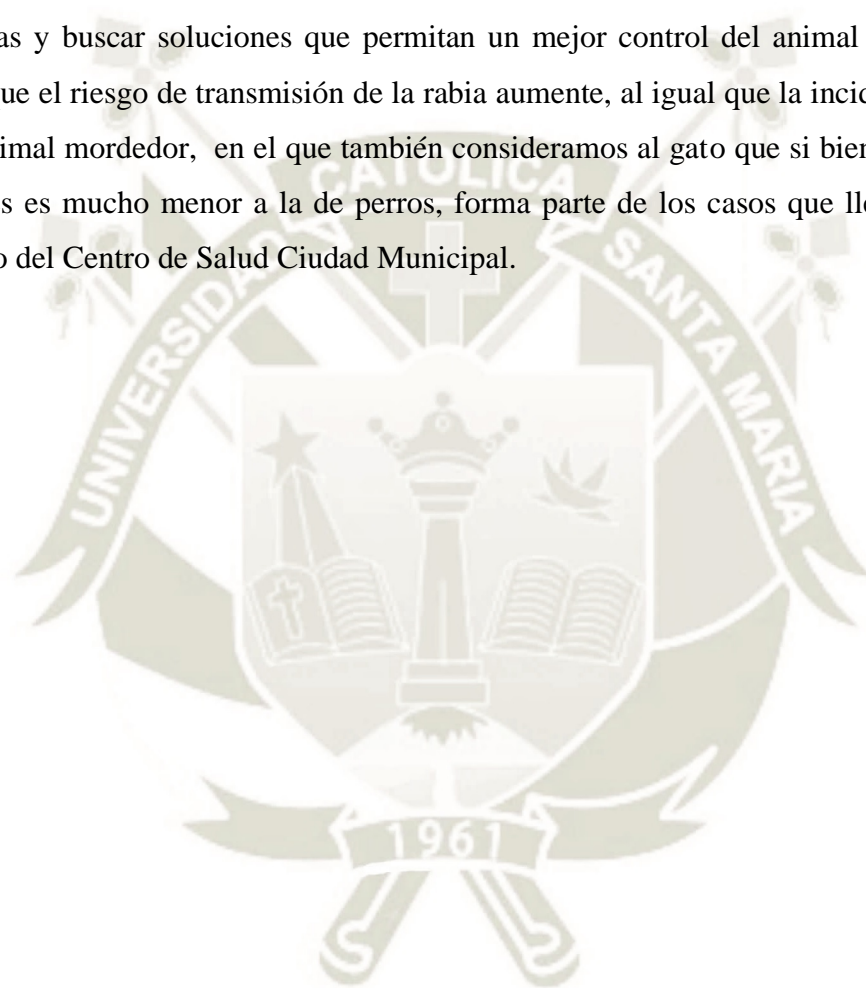 as y buscar soluciones que permitan un mejor control del animal
ue el riesgo de transmisión de la rabia aumente, al igual que la inci
imal mordedor, en el que también consideramos al gato que si bien
s es mucho menor a la de perros, forma parte de los casos que ll
o del Centro de Salud Ciudad Municipal.
UNIVERSIDAD CATOLICA SANTA MARIA
1961